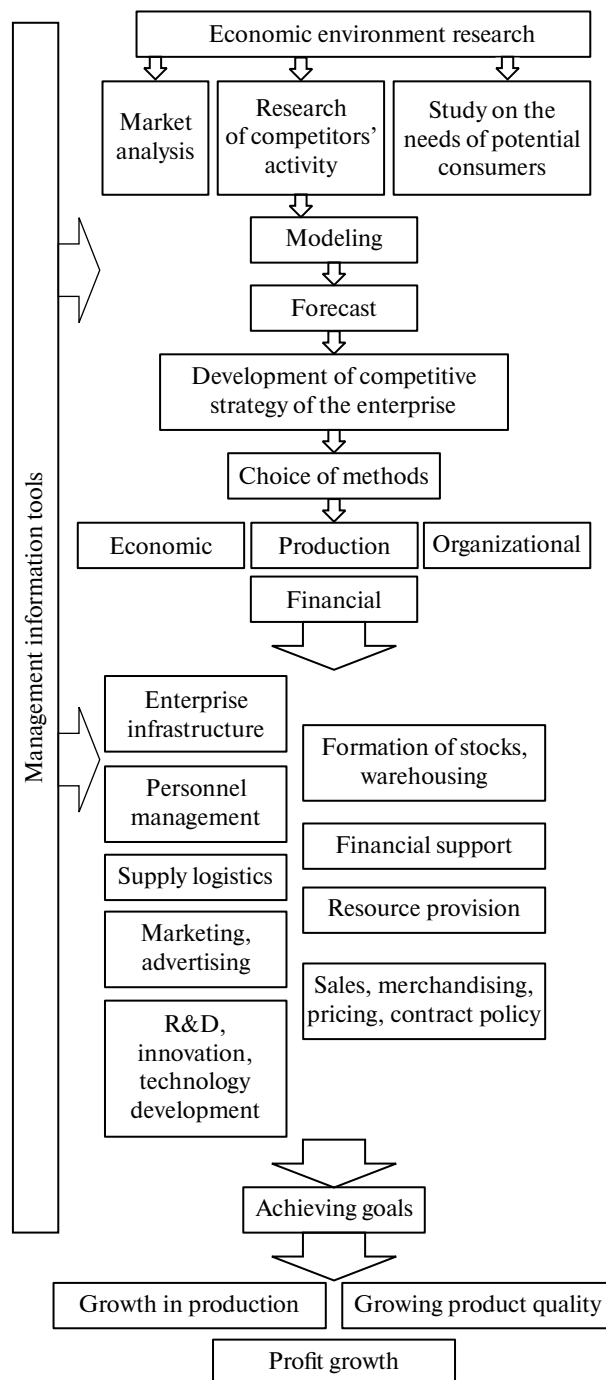 Economic environment research
Market
analysis
Research
of competitors’
activity
Study on the
needs of potential
consumers
Modeling
Forecast
Development of competitive
strategy of the enterprise
Choice of methods
Economic
Production
Organizational
Financial
Management information tools
Enterprise
infrastructure
Personnel
management
Supply logistics
Marketing,
advertising
R&D,
innovation,
technology
development
Formation of stocks,
warehousing
Financial support
Resource provision
Sales, merchandising,
pricing, contract policy
Achieving goals
Growth in production
Growing product quality
Profit growth